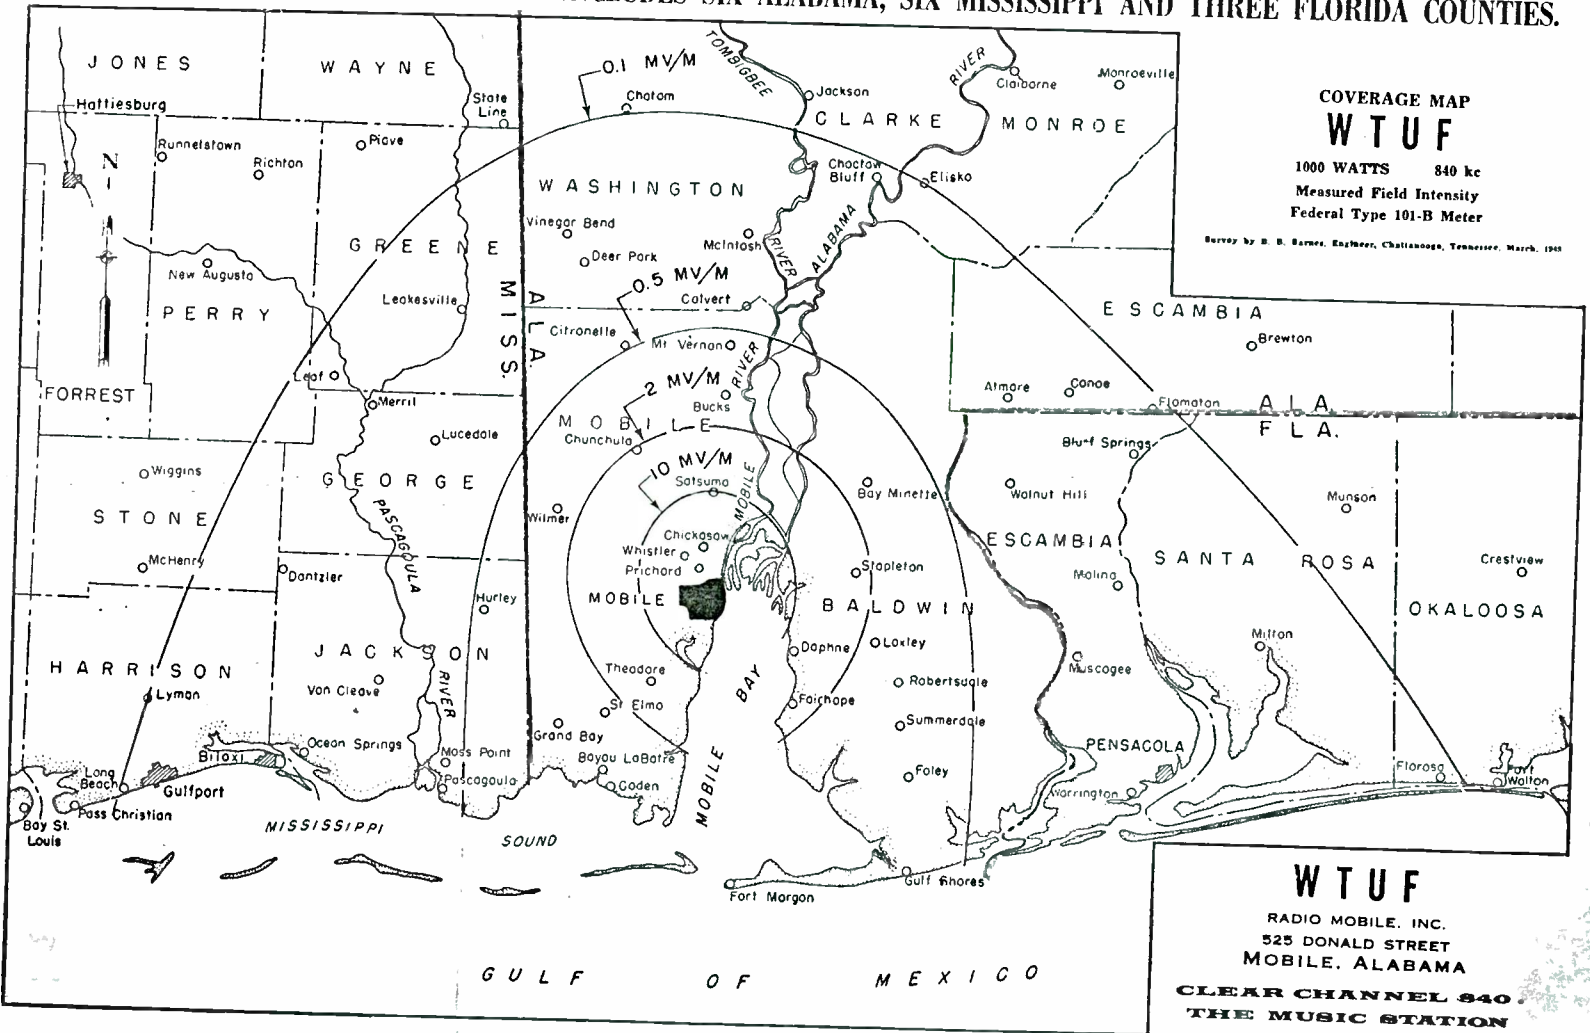 SIX ALABAMA, SIX MISSISSIPPI AND THREE FLORIDA COUNTIES.
COVERAGE MAP
WTUF
1000 WATTS 840 kc
Measured Field Intensity
Federal Type 101-B Meter
JONES
WAYNE
0.1 MV/M
TOMBIGBEE
RIVER
Hattiesburg
State
Line
Chatom
Jackson
Claiborne
Monroeville
CLARKE
MONROE
Runnelstown
Richton
Piave
N
WASHINGTON
Choctaw
Bluff
Elisko
Vinegar Bend
Deer Park
McIntosh
RIVER
ALABAMA
GREENE
New Augusta
Leakesville
PERRY
MISS.
ALA.
0.5 MV/M
Calvert
Citronelle
Mt Vernon
RIVER
ESCAMBIA
Brewton
Leaf
FORREST
Merril
2 MV/M
Bucks
MOBILE
Chunchula
Atmore
Canoe
Flomaton
ALA.
FLA.
Lucedale
Wiggins
GEORGE
STONE
PASCAGOULA
10 MV/M
Satsuma
MOBILE
Bay Minette
Bluff Springs
Walnut Hill
Munson
Wilmer
Chickasaw
Whistler
Prichard
ESCAMBIA
SANTA ROSA
Crestview
McHenry
Dantzler
Stapleton
Molino
Hurley
MOBILE
BALDWIN
OKALOOSA
HARRISON
JACKSON
Daphne
Loxley
Milton
Muscogee
Theodore
BAY
Robertsdale
Lyman
Van Cleave
RIVER
St Elmo
Fairhope
Summerdale
Grand Bay
Ocean Springs
Biloxi
Moss Point
Bayou LaBatre
PENSACOLA
Long
Beach
Gulfport
Pascagoula
Coden
MOBILE
Foley
Warrington
Florosa
Fort
Walton
Pass Christian
Bay St.
Louis
MISSISSIPPI
SOUND
Fort Morgan
Gulf Shores
GULF OF MEXICO
WTUF
RADIO MOBILE, INC.
525 DONALD STREET
MOBILE, ALABAMA
CLEAR CHANNEL 840
THE MUSIC STATION